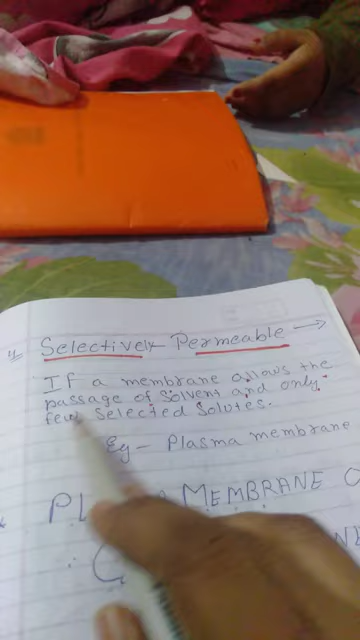 Selectively Permeable →
If a membrane allows the
passage of solvent and only
few selected solutes.
Eg - Plasma membrane
MEMBRANE